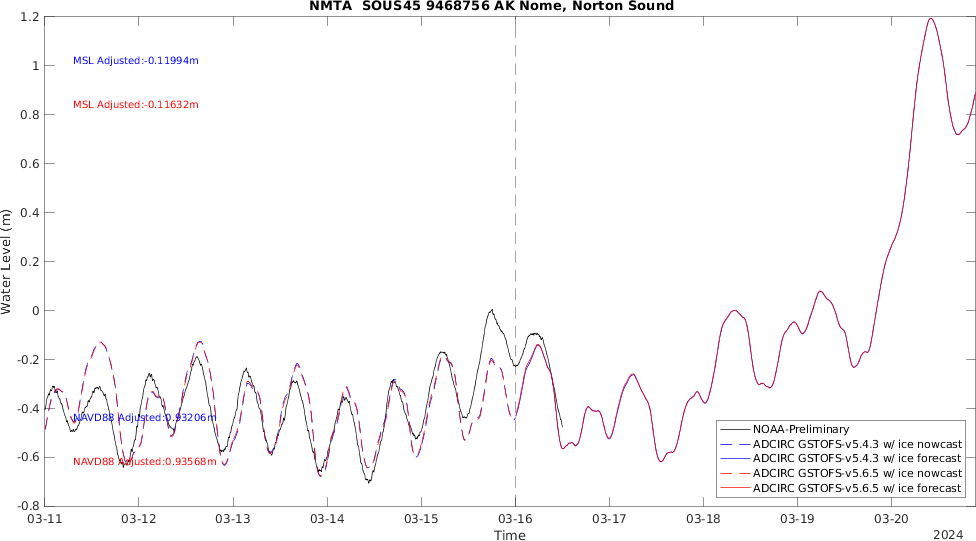 NMTA SOUS45 9468756 AK Nome, Norton Sound
1.2
1
0.8
0.6
0.4
0.2
0
-0.2
-0.4
-0.6
-0.8
Water Level (m)
MSL Adjusted:-0.11994m
MSL Adjusted:-0.11632m
NAVD88 Adjusted:0.93206m
NAVD88 Adjusted:0.93568m
NOAA-Preliminary
ADCIRC GSTOFS-v5.4.3 w/ ice nowcast
ADCIRC GSTOFS-v5.4.3 w/ ice forecast
ADCIRC GSTOFS-v5.6.5 w/ ice nowcast
ADCIRC GSTOFS-v5.6.5 w/ ice forecast
03-11 03-12 03-13 03-14 03-15 03-16 03-17 03-18 03-19 03-20
Time
2024